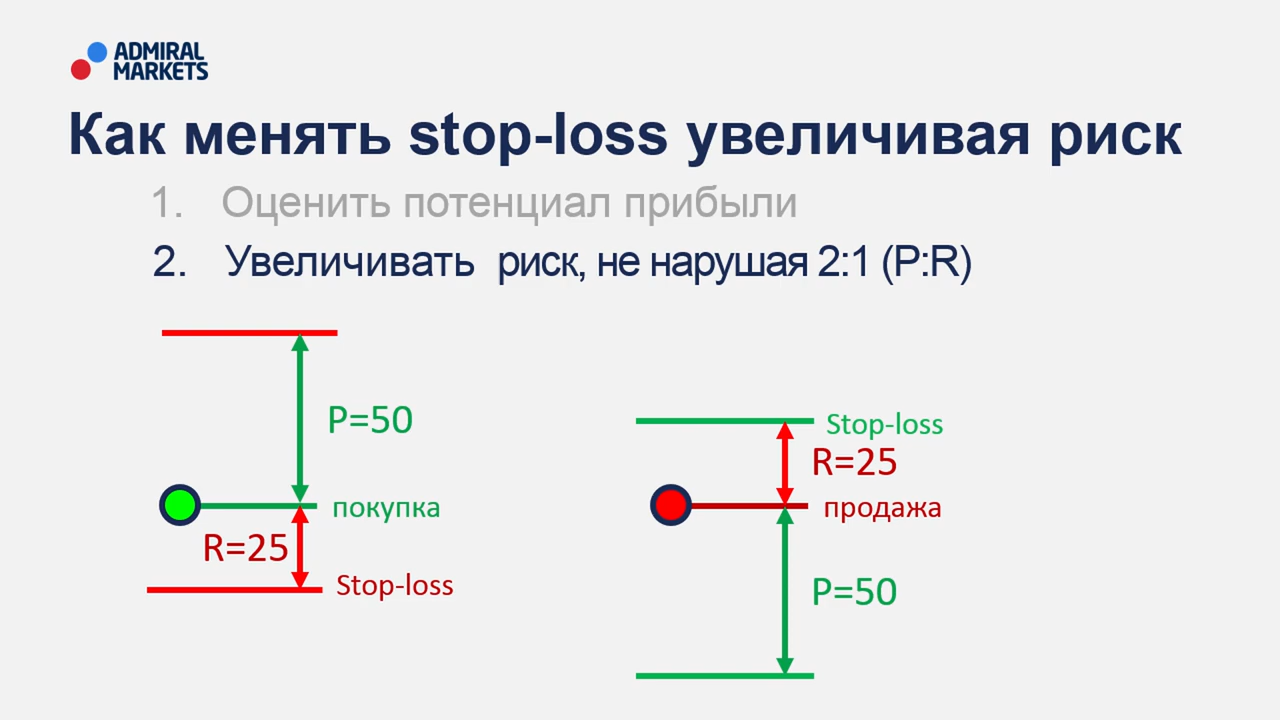 ADMIRAL
MARKETS
Как менять stop-loss увеличивая риск
1. Оценить потенциал прибыли
2. Увеличивать риск, не нарушая 2:1 (P:R)
P=50
покупка
R=25
Stop-loss
Stop-loss
R=25
продажа
P=50